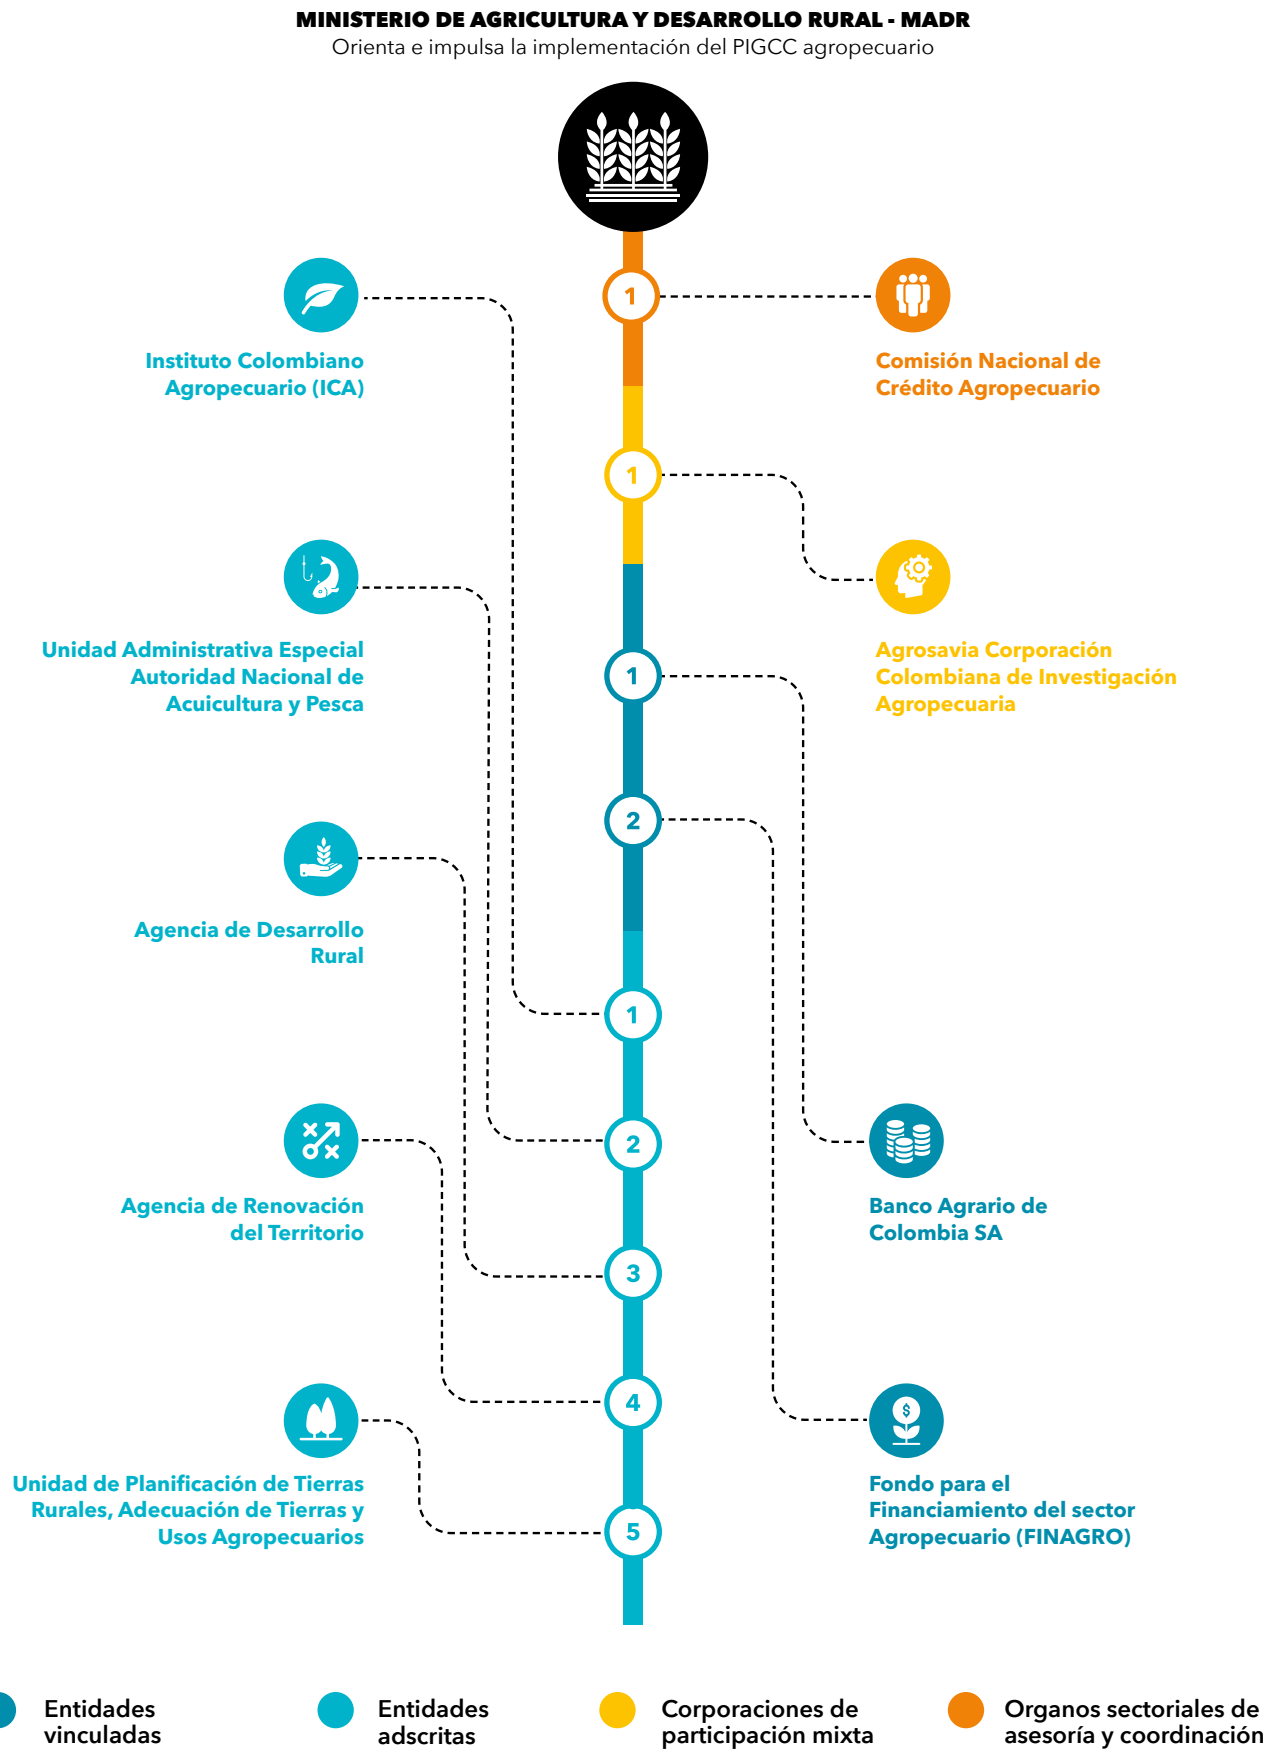 MINISTERIO DE AGRICULTURA Y DESARROLLO RURAL - MADR
Orienta e impulsa la implementación del PIGCC agropecuario
1
Instituto Colombiano
Agropecuario (ICA)
Comisión Nacional de
Crédito Agropecuario
1
Unidad Administrativa Especial
Autoridad Nacional de
Acuicultura y Pesca
1
Agrosavia Corporación
Colombiana de Investigación
Agropecuaria
2
Agencia de Desarrollo
Rural
1
2
Agencia de Renovación
del Territorio
Banco Agrario de
Colombia SA
3
4
$
Unidad de Planificación de Tierras
Rurales, Adecuación de Tierras y
Usos Agropecuarios
5
Fondo para el
Financiamiento del sector
Agropecuario (FINAGRO)
Entidades
vinculadas
Entidades
adscritas
Corporaciones de
participación mixta
Organos sectoriales de
asesoría y coordinación